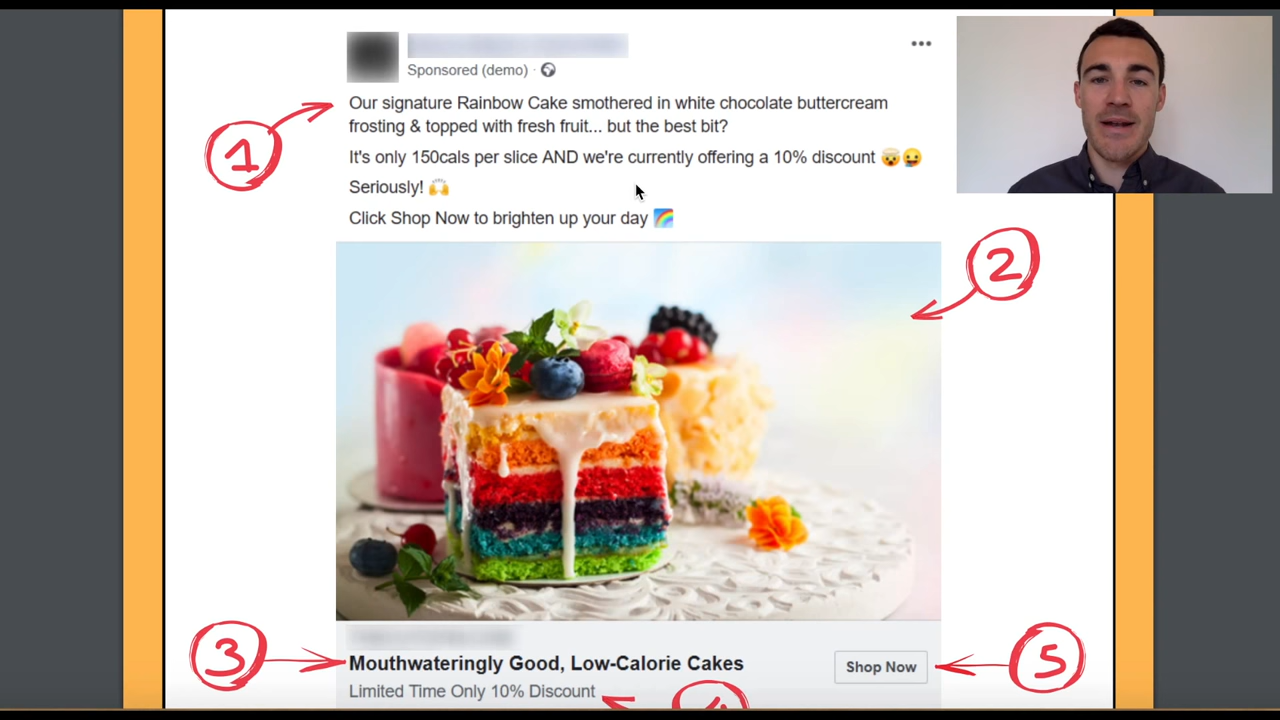 Sponsored (demo) ·
Our signature Rainbow Cake smothered in white chocolate buttercream
frosting & topped with fresh fruit... but the best bit?
It's only 150cals per slice AND we're currently offering a 10% discount 🤯😜
Seriously! 🙌
Click Shop Now to brighten up your day 🌈
1
2
3
Mouthwateringly Good, Low-Calorie Cakes
Shop Now
5
Limited Time Only 10% Discount